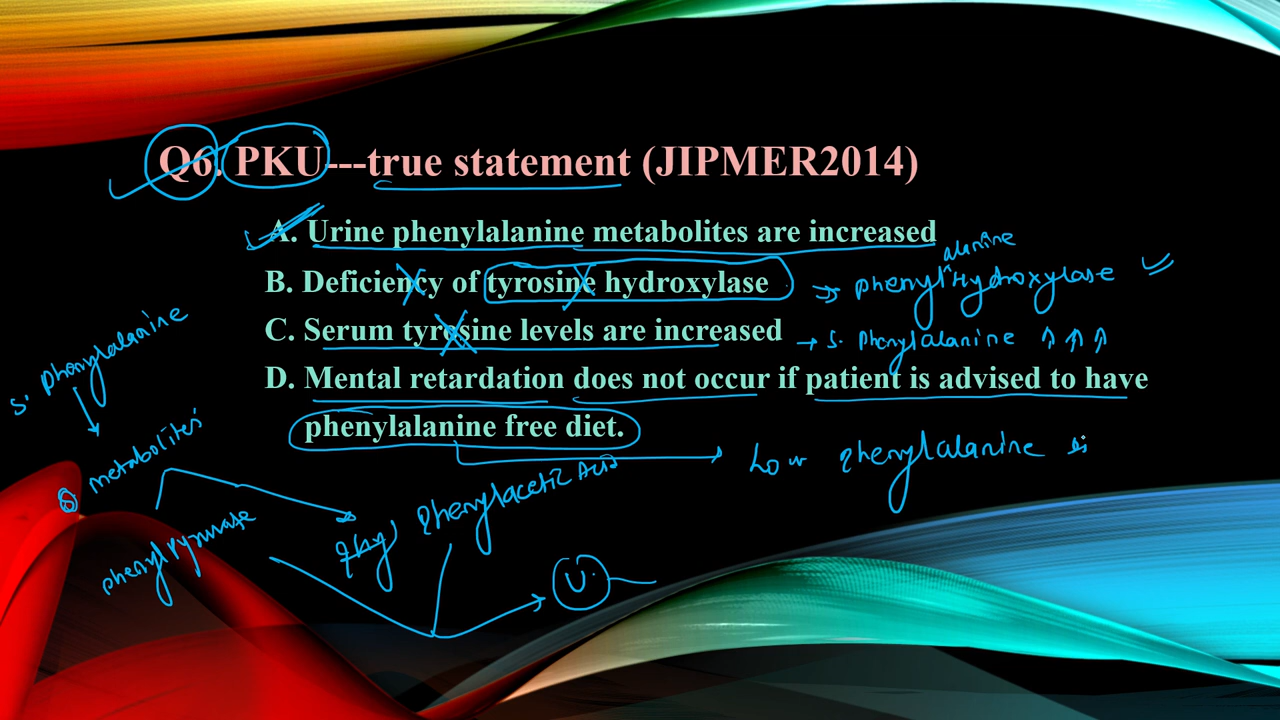 Q6. PKU---true statement (JIPMER2014)
A. Urine phenylalanine metabolites are increased
B. Deficiency of tyrosine hydroxylase
alanine
→ phenyl^Hydroxylase
C. Serum tyrosine levels are increased
→ S. Phenylalanine ↑ ↑ ↑
D. Mental retardation does not occur if patient is advised to have
phenylalanine free diet.
Low phenylalanine
S. phenylalanine
metabolites
phenylpyruvate
phenylacetic Acid
U